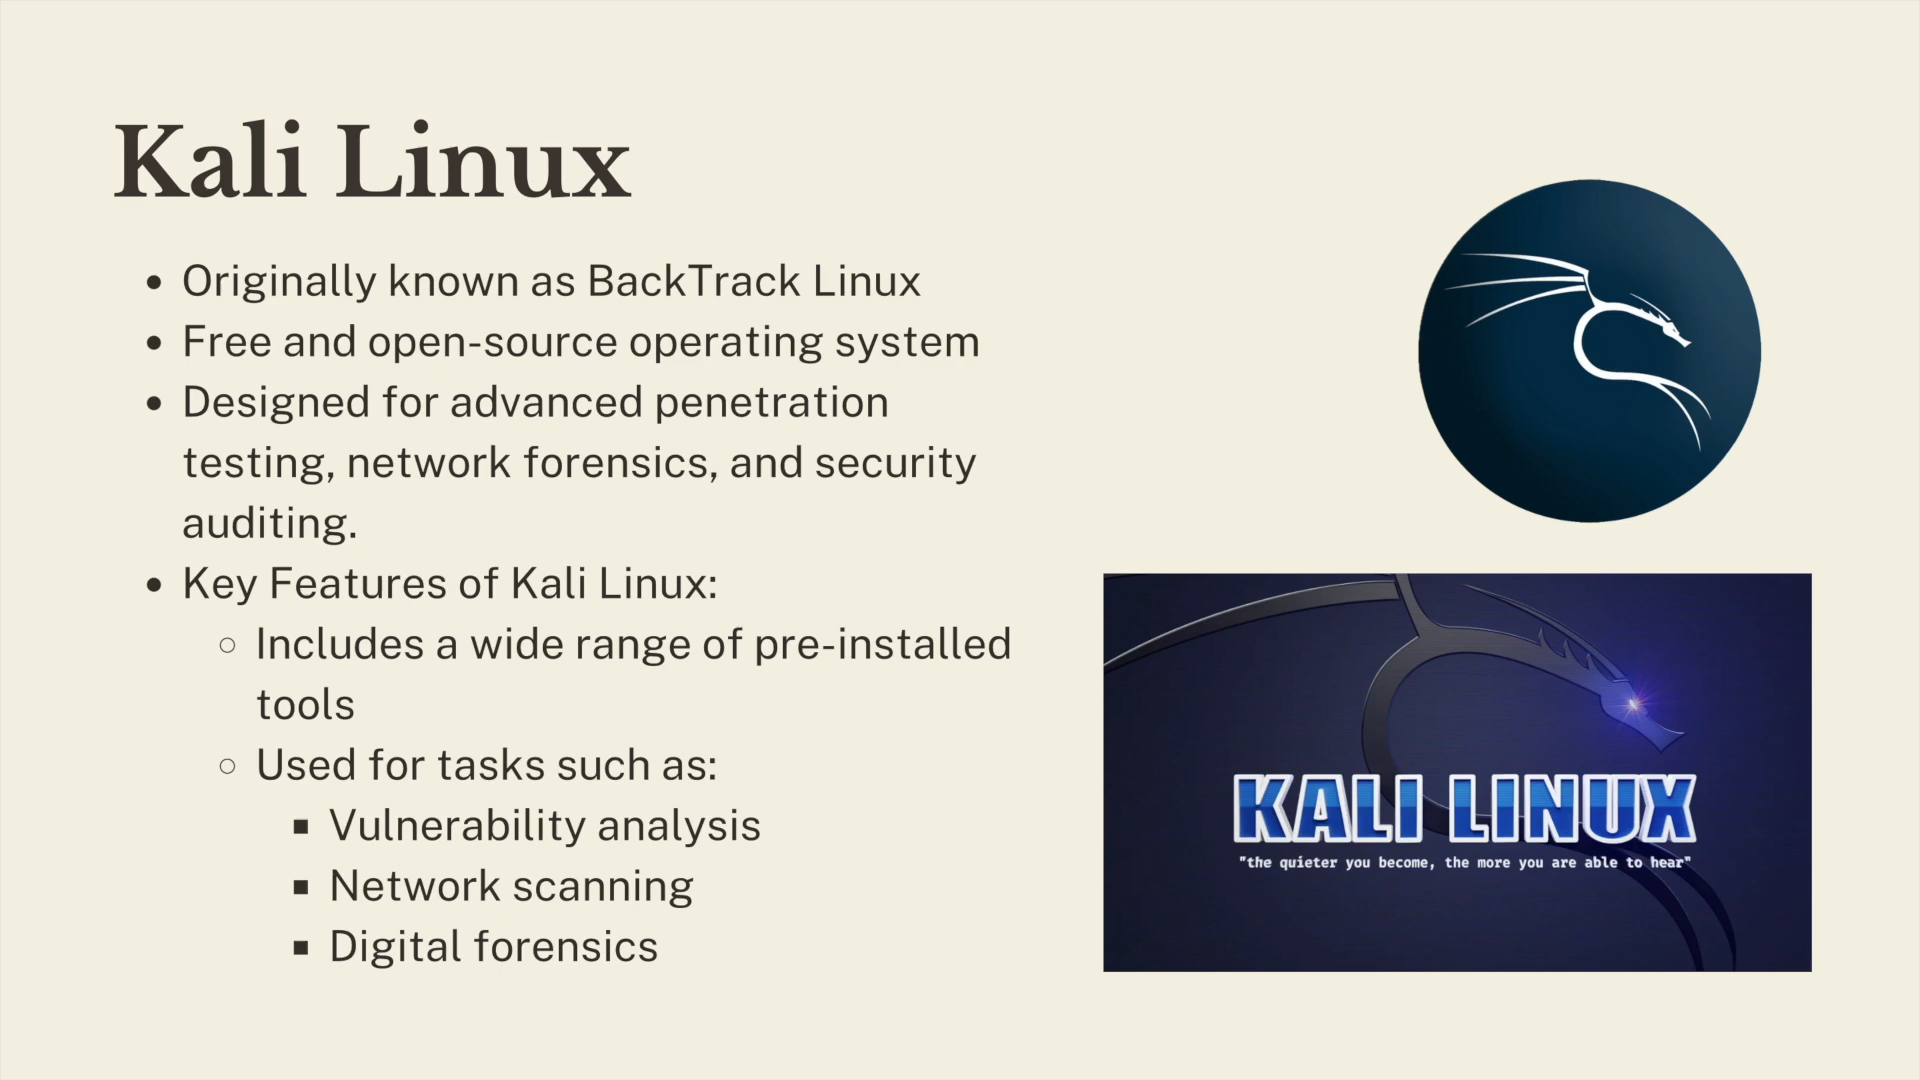 Kali Linux
• Originally known as BackTrack Linux
• Free and open-source operating system
• Designed for advanced penetration
testing, network forensics, and security
auditing.
• Key Features of Kali Linux:
○ Includes a wide range of pre-installed
tools
○ Used for tasks such as:
■ Vulnerability analysis
■ Network scanning
■ Digital forensics
KALI LINUX
"the quieter you become, the more you are able to hear"